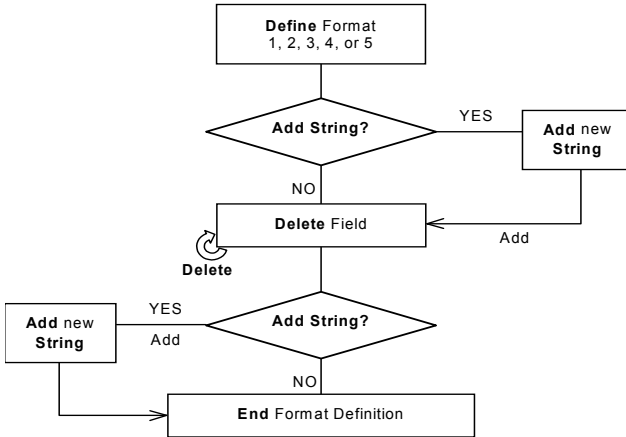 Define Format
1, 2, 3, 4, or 5
Add String?
YES
Add new
String
NO
Delete Field
Add
Delete
YES
Add String?
Add new
String
Add
NO
End Format Definition